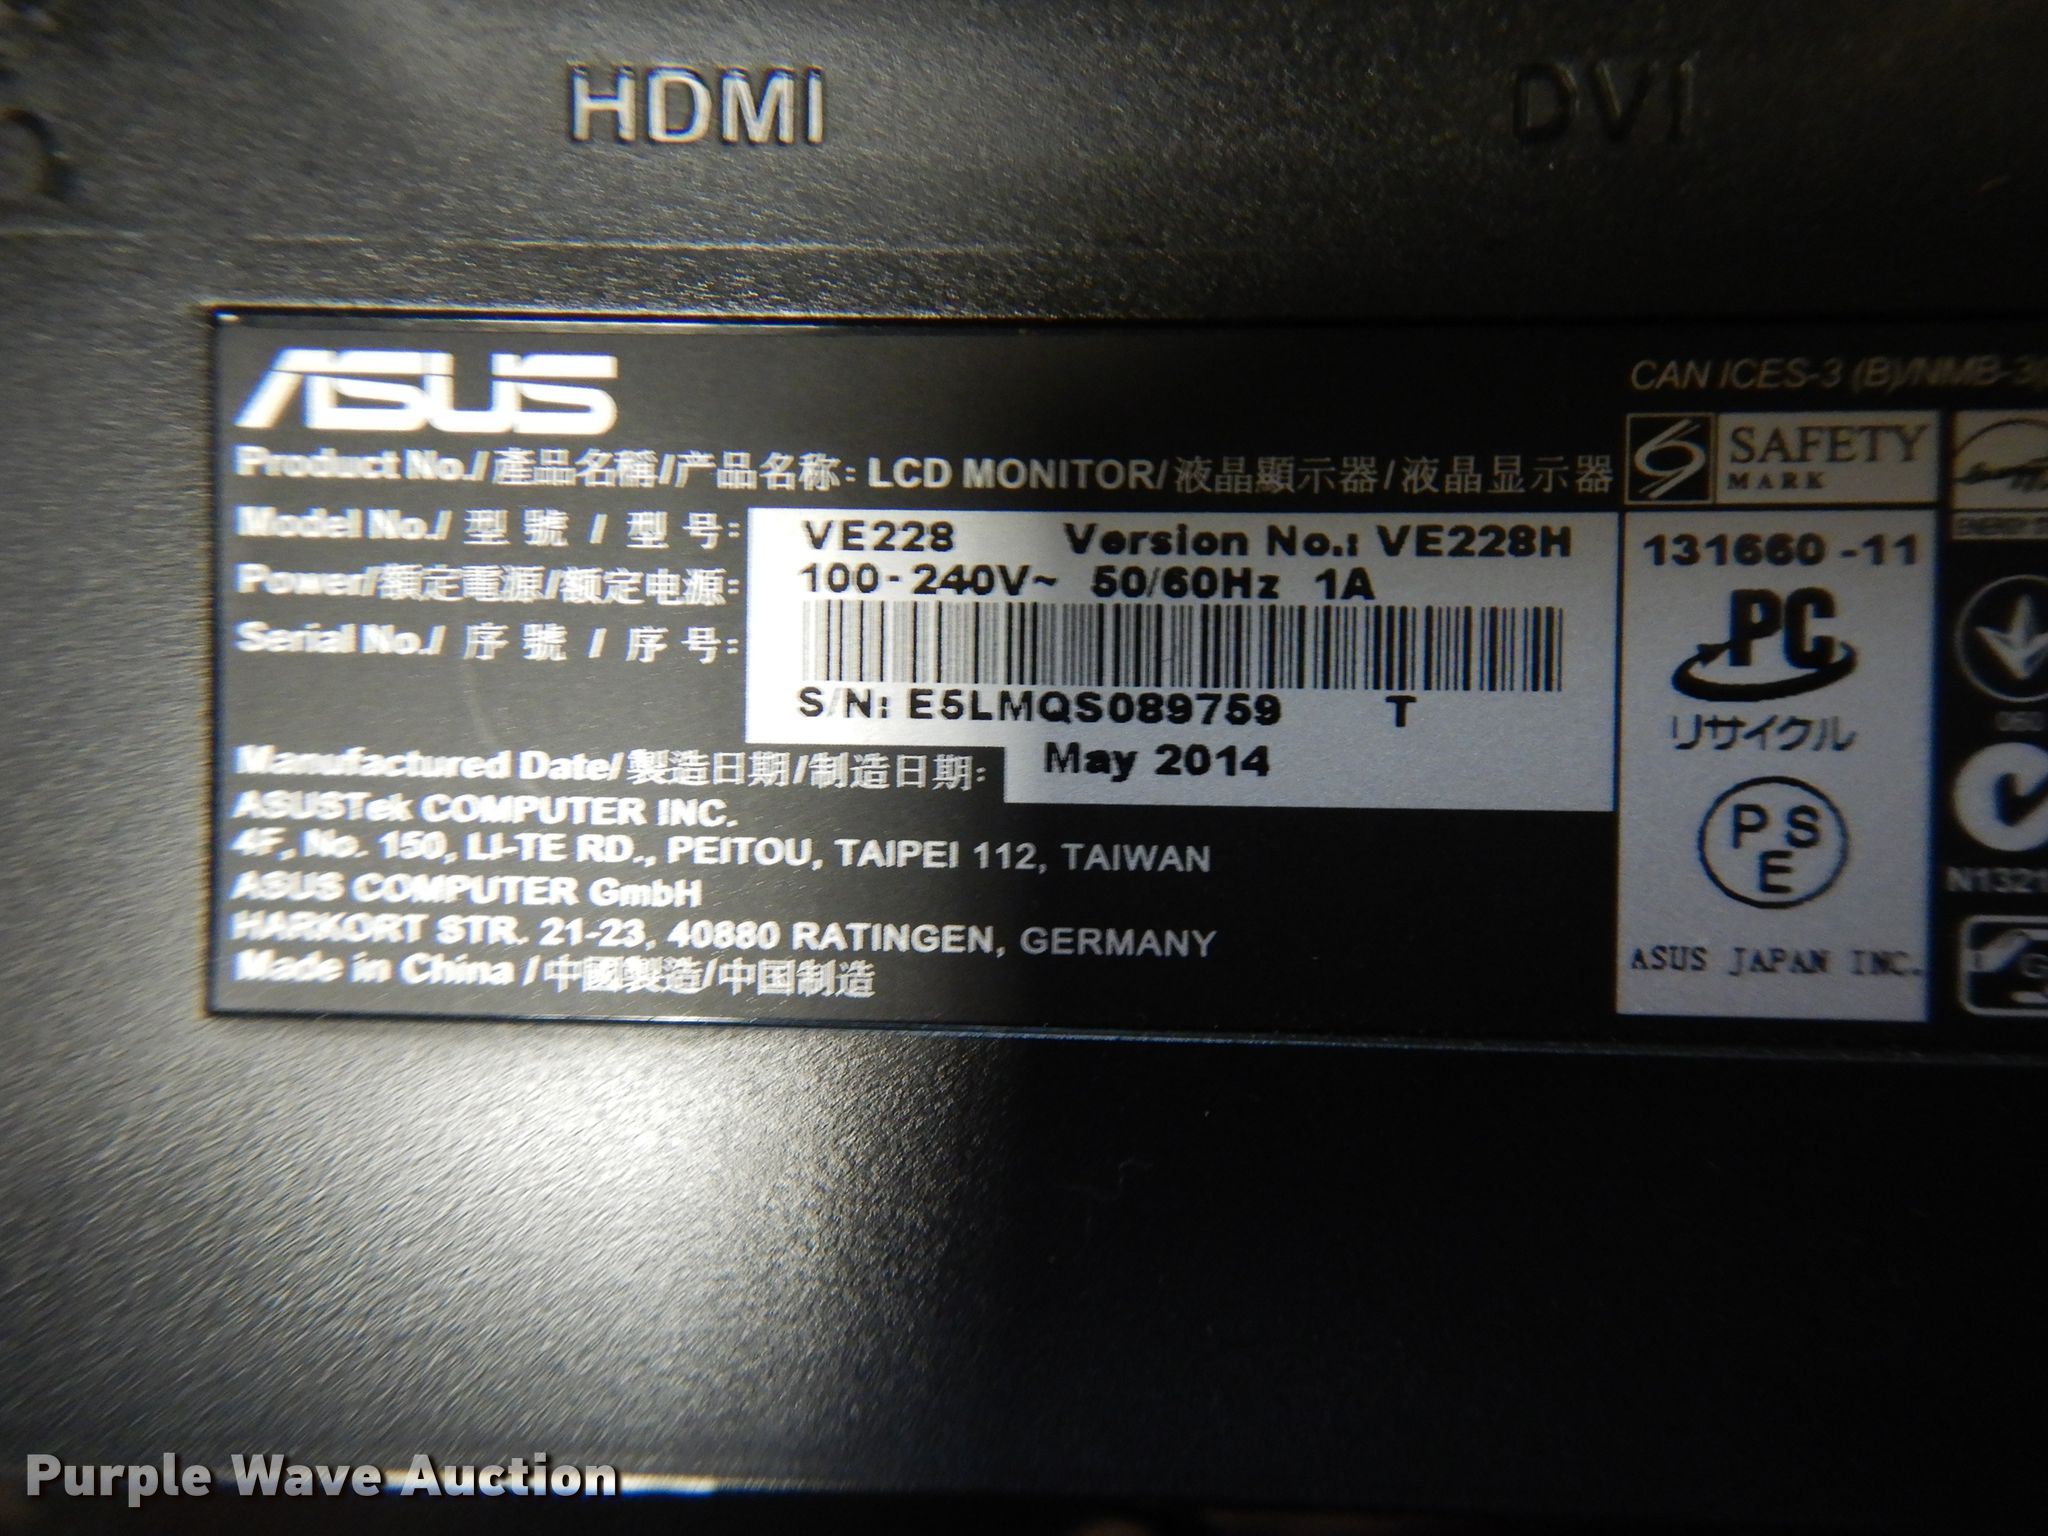 HDMI
DVI
ASUS
Product No./產品名稱/产品名称: LCD MONITOR/液晶顯示器/液晶显示器
Model No./ 型 號 / 型 号: VE228 Version No.: VE228H
Power/額定電源/额定电源: 100-240V~ 50/60Hz 1A
Serial No./ 序 號 / 序 号:
S/N: E5LMQS089759 T
Manufactured Date/製造日期/制造日期: May 2014
ASUSTek COMPUTER INC.
4F, No. 150, LI-TE RD., PEITOU, TAIPEI 112, TAIWAN
ASUS COMPUTER GmbH
HARKORT STR. 21-23, 40880 RATINGEN, GERMANY
Made in China /中國製造/中国制造
CAN ICES-3 (B)/NMB-3(
SAFETY
MARK
131660 -11
PC
リサイクル
P S
E
ASUS JAPAN INC.
N1321
Purple Wave Auction